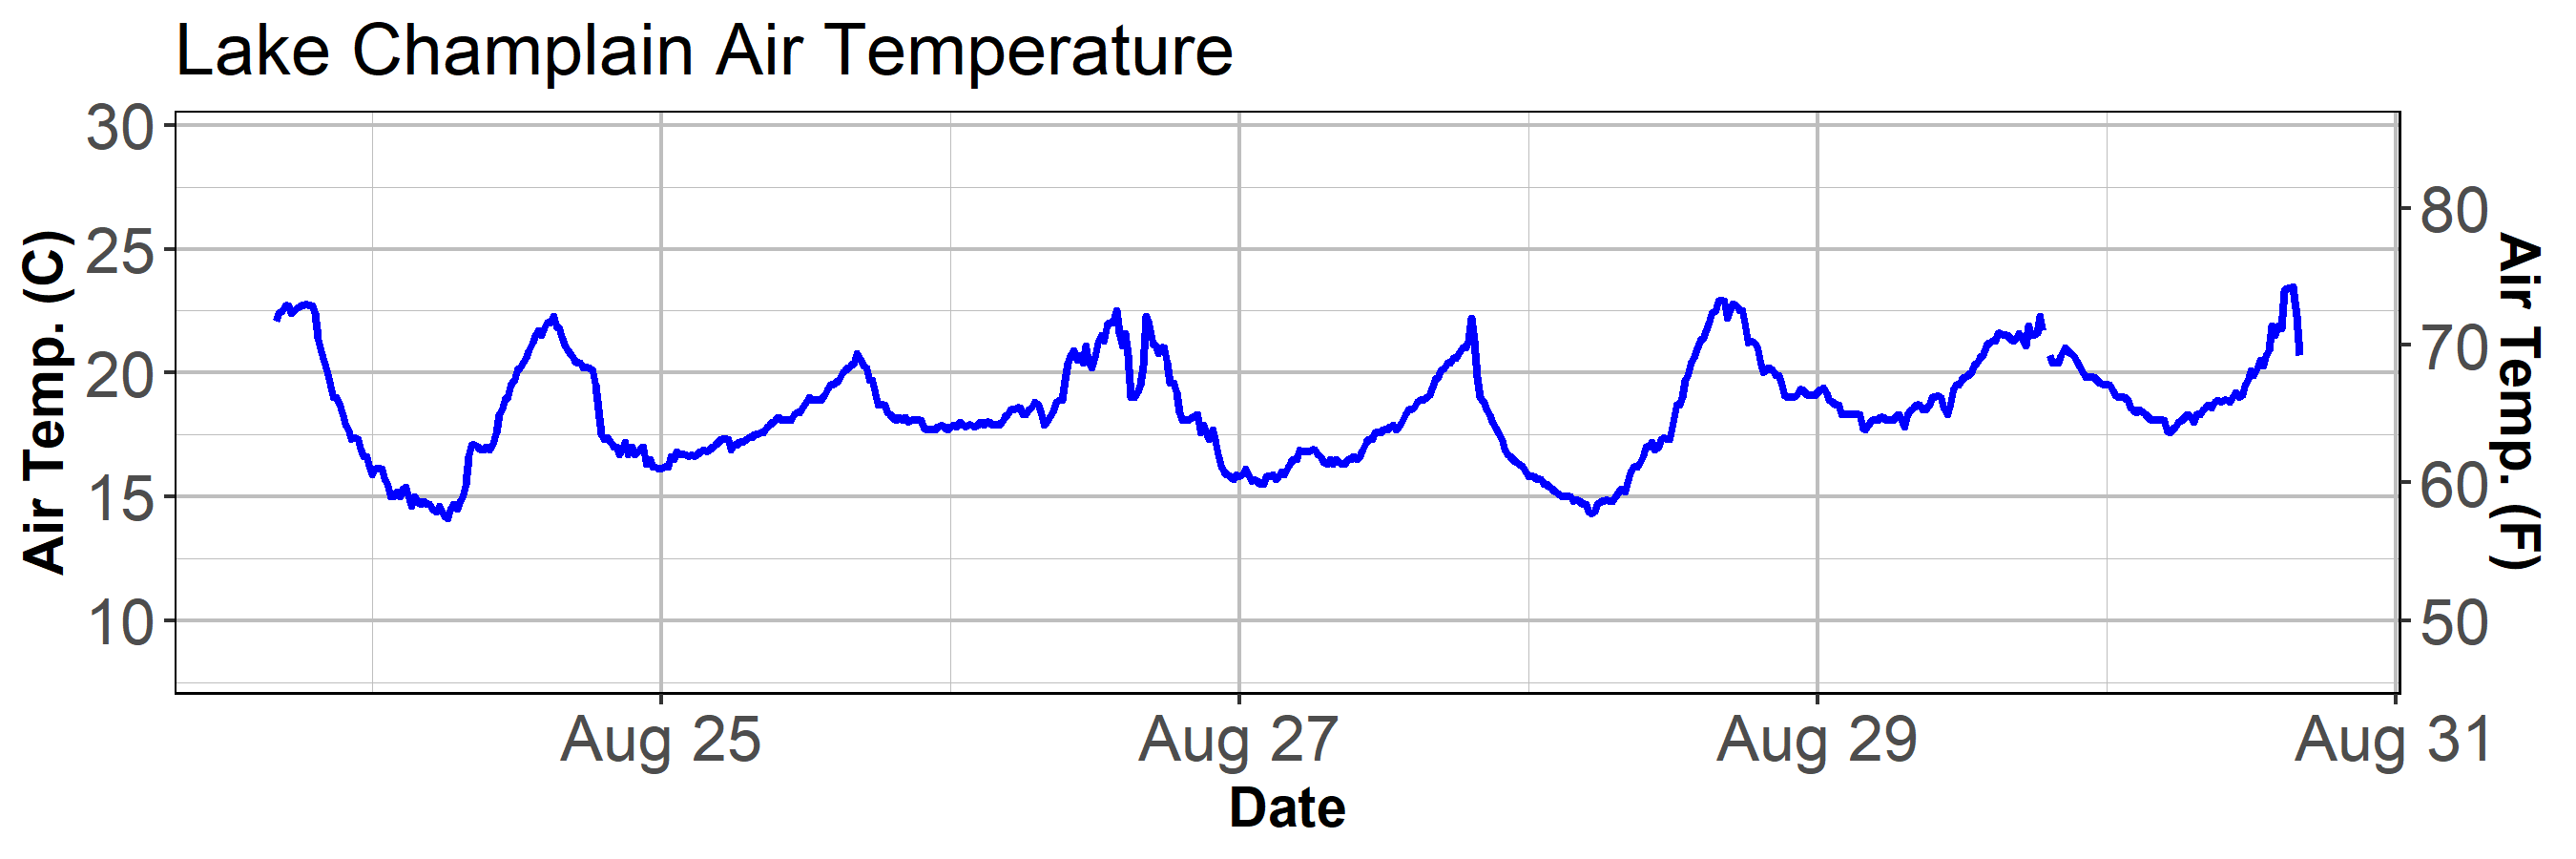 Lake Champlain Air Temperature
30
25
20
15
10
Air Temp. (C)
80
70
60
50
Air Temp. (F)
Aug 25
Aug 27
Aug 29
Aug 31
Date